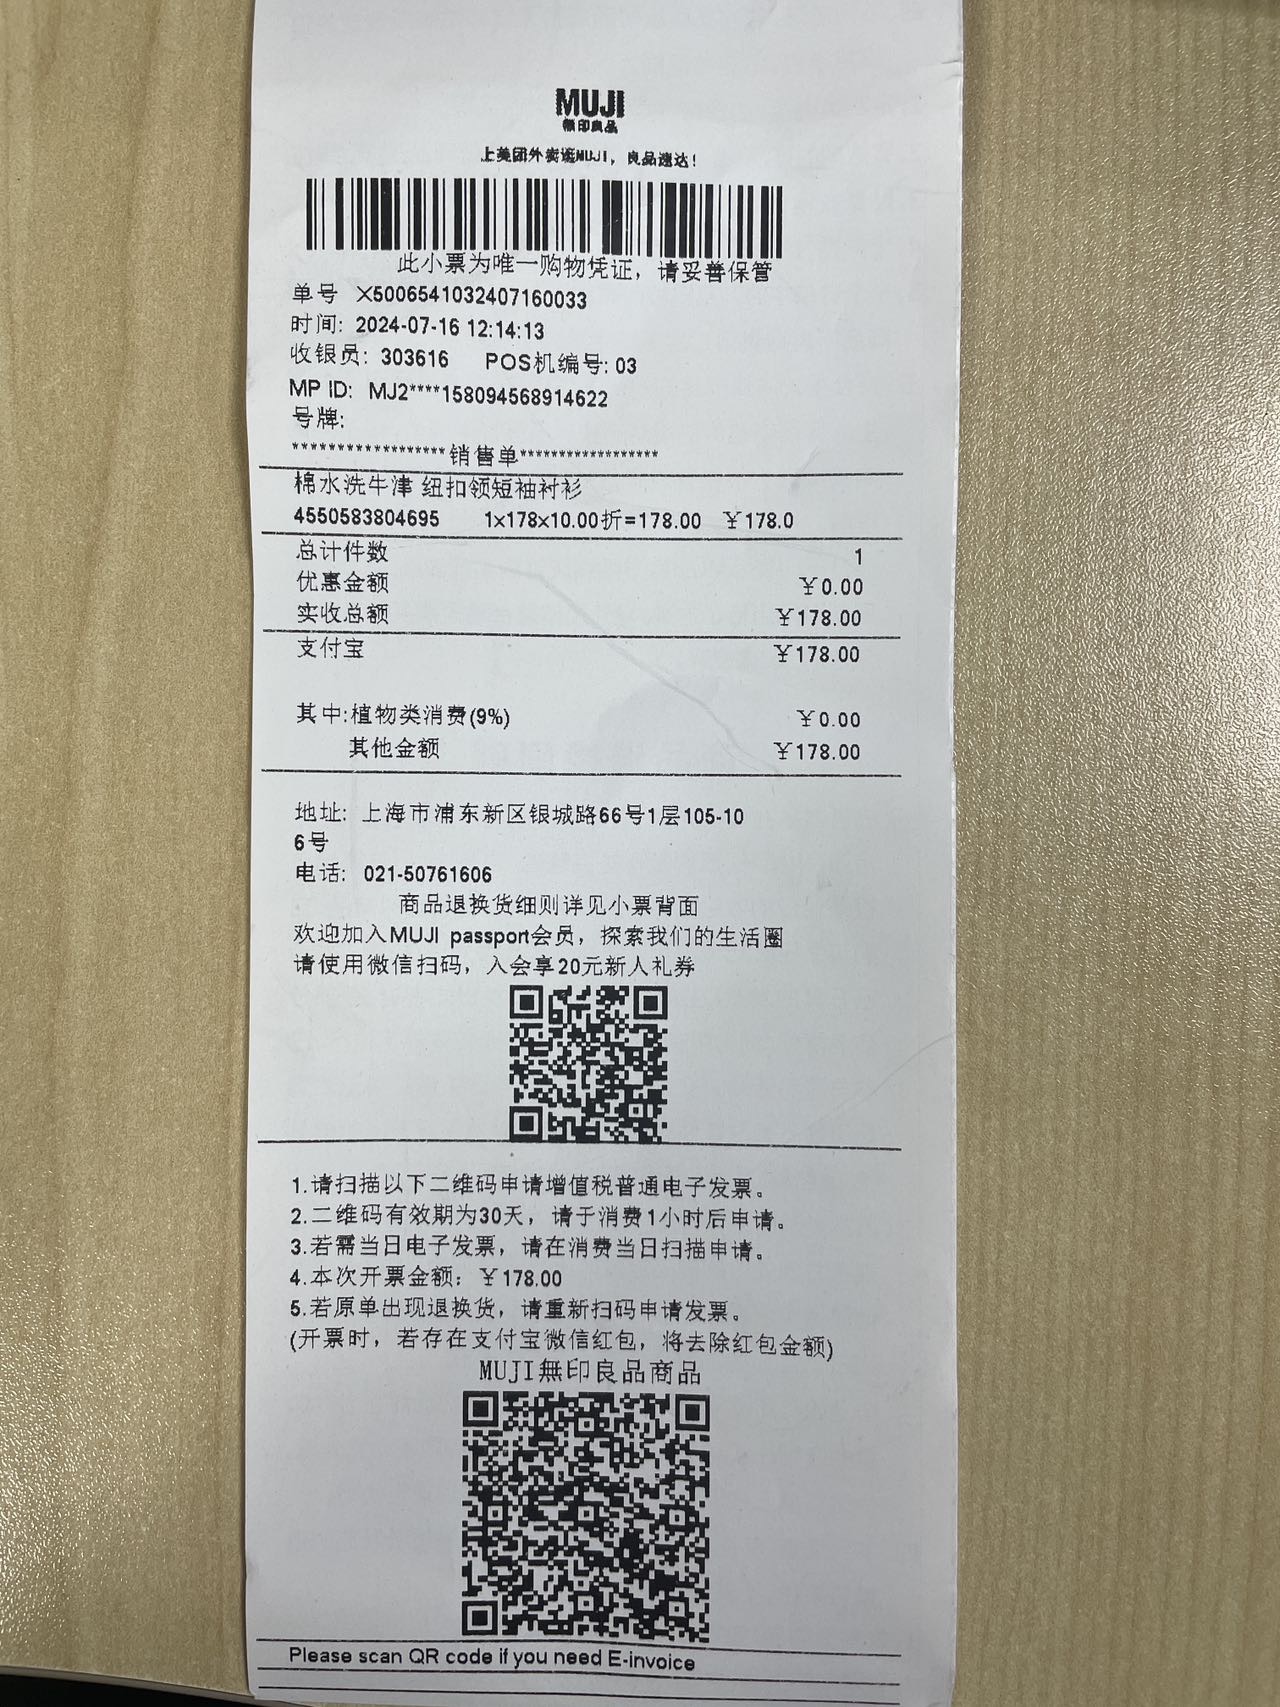 MUJI
無印良品
上美团外卖逛MUJI，良品速达！
此小票为唯一购物凭证，请妥善保管
单号 X5006541032407160033
时间: 2024-07-16 12:14:13
收银员: 303616 POS机编号: 03
MP ID: MJ2****158094568914622
号牌:
******************销售单******************
棉水洗牛津 纽扣领短袖衬衫
4550583804695 1x178x10.00折=178.00 ￥178.0
总计件数 1
优惠金额 ￥0.00
实收总额 ￥178.00
支付宝 ￥178.00
其中:植物类消费(9%) ￥0.00
其他金额 ￥178.00
地址: 上海市浦东新区银城路66号1层105-10
6号
电话: 021-50761606
商品退换货细则详见小票背面
欢迎加入MUJI passport会员，探索我们的生活圈
请使用微信扫码，入会享20元新人礼券
1.请扫描以下二维码申请增值税普通电子发票。
2.二维码有效期为30天，请于消费1小时后申请。
3.若需当日电子发票，请在消费当日扫描申请。
4.本次开票金额: ￥178.00
5.若原单出现退换货，请重新扫码申请发票。
(开票时，若存在支付宝微信红包，将去除红包金额)
MUJI無印良品商品
Please scan QR code if you need E-invoice